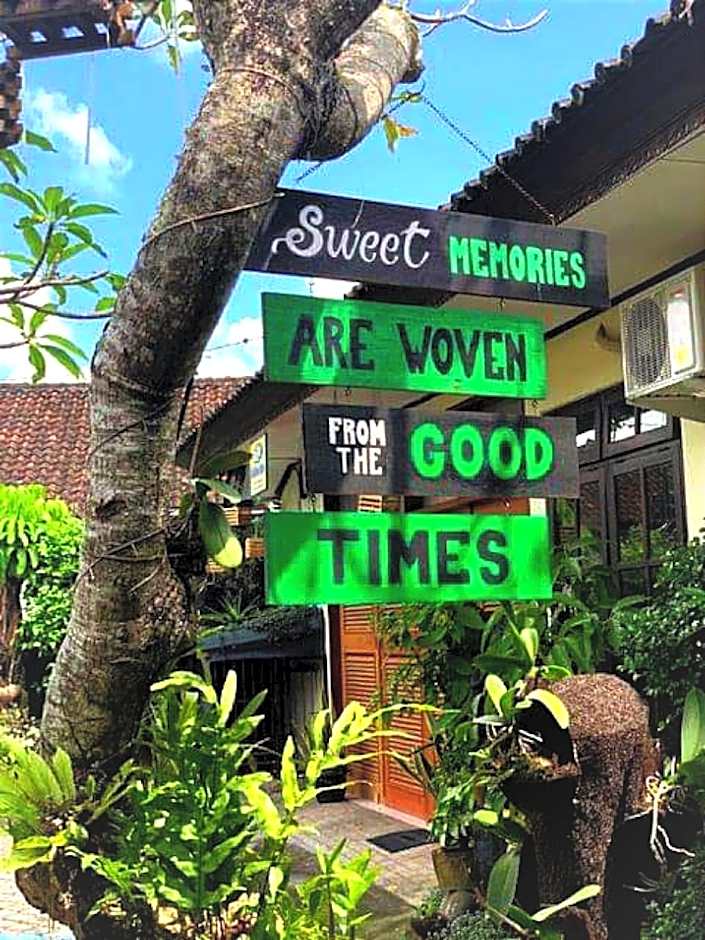 Sweet MEMORIES
ARE WOVEN
FROM THE GOOD
TIMES